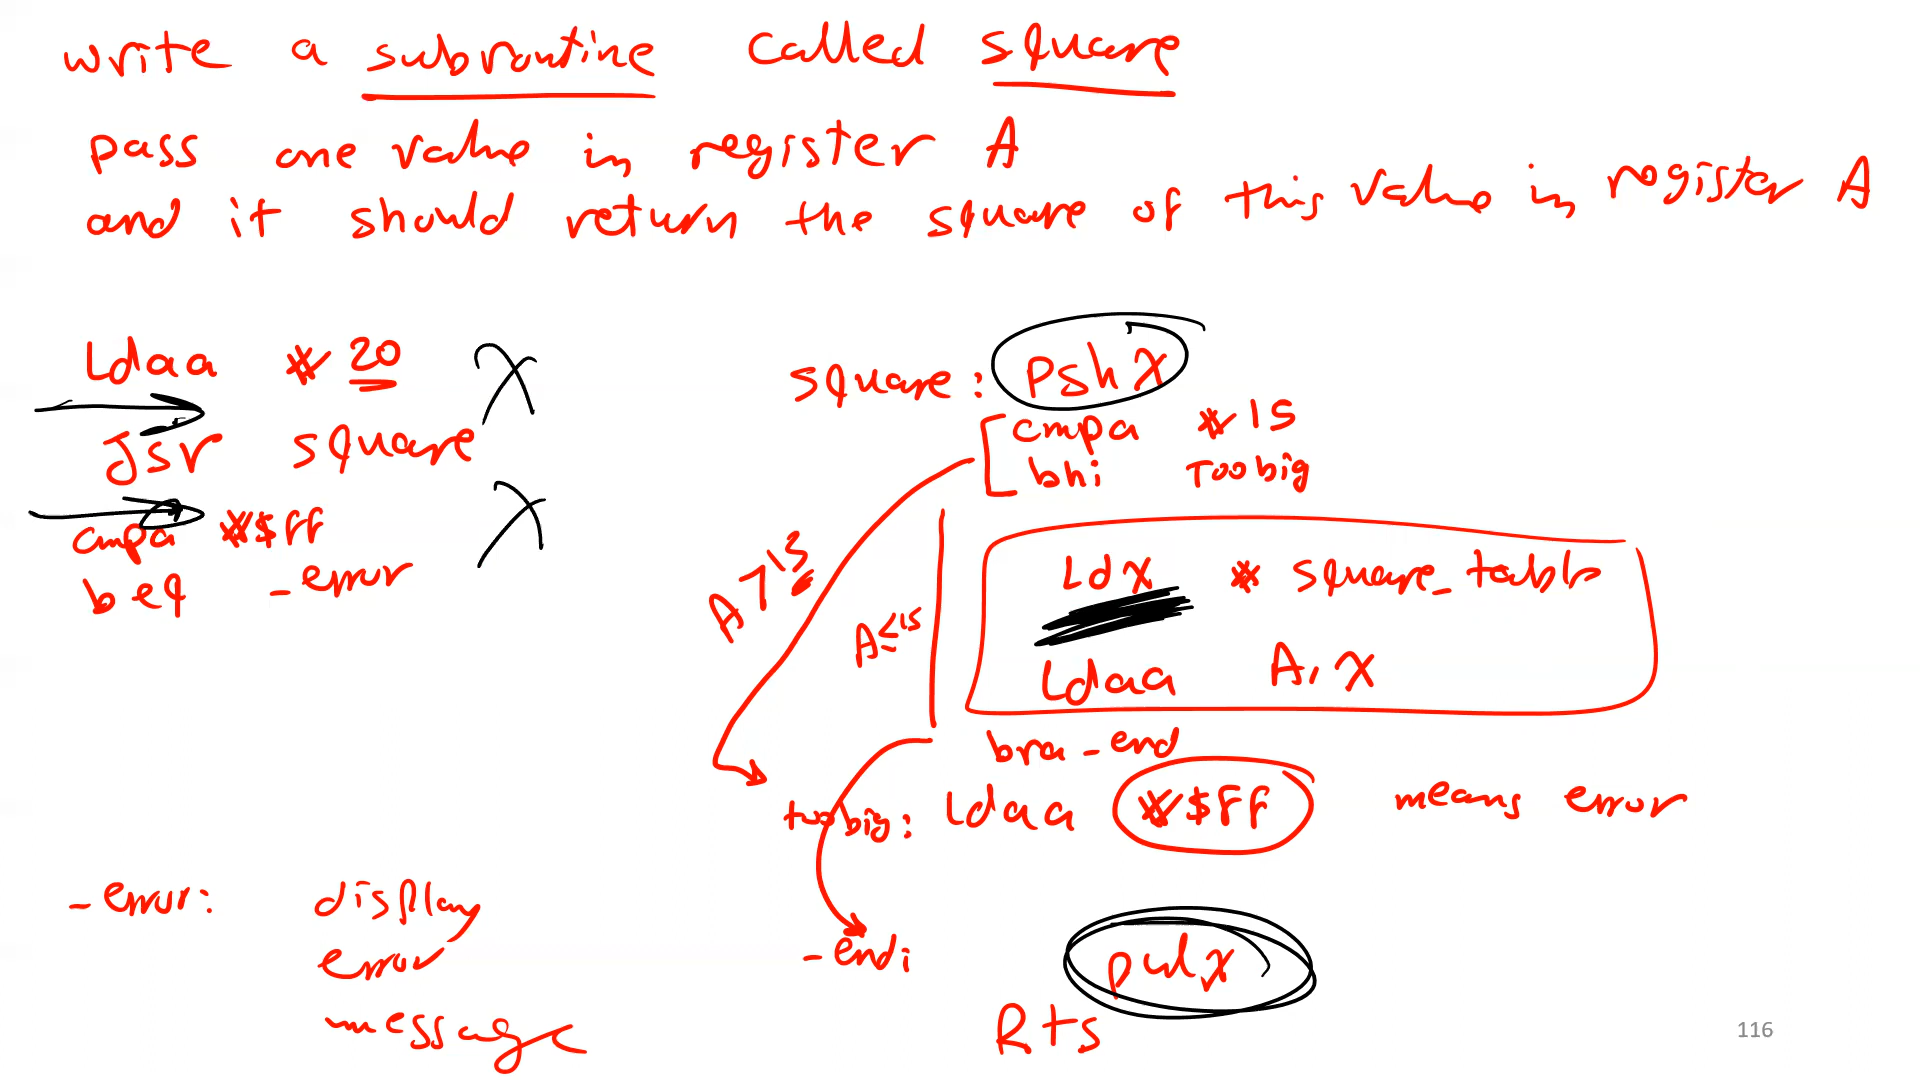 write a subroutine called square
pass one value in register A
and it should return the square of this value in register A
Ldaa #20 X
Jsr square
cmpa #$FF X
beq _error
_error: display
error
message
square: pshX
cmpa #15
bhi Toobig
A>15
A≤15
Ldx # square_table
Ldaa A,X
bra _end
toobig: Ldaa #$FF means error
_end: pulx
Rts
116